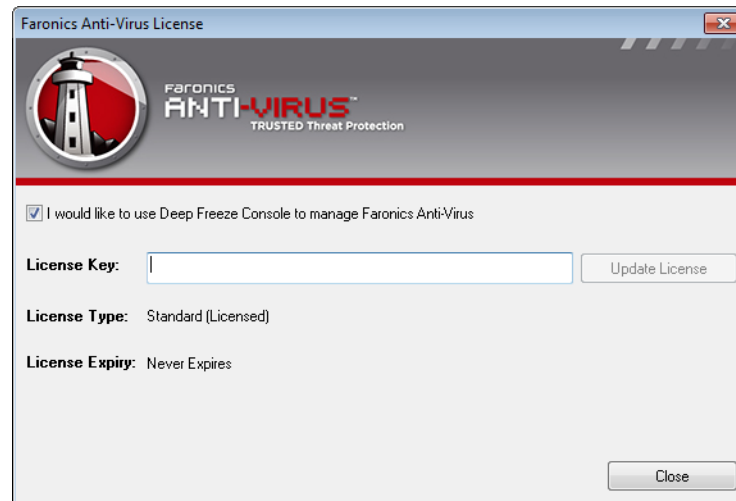 Faronics Anti-Virus License
Faronics
ANTI-VIRUS™
TRUSTED Threat Protection
I would like to use Deep Freeze Console to manage Faronics Anti-Virus
License Key:
Update License
License Type: Standard (Licensed)
License Expiry: Never Expires
Close